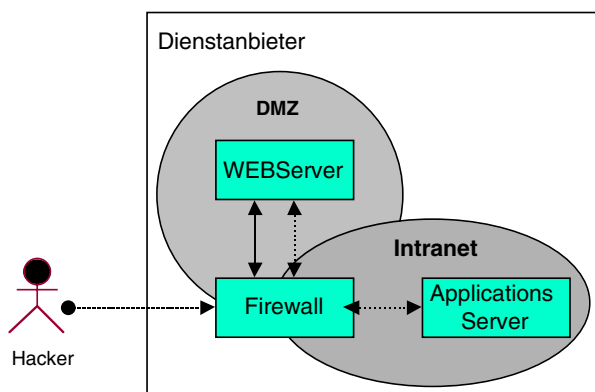 Dienstanbieter
DMZ
WEBServer
Intranet
Firewall
Applications
Server
Hacker